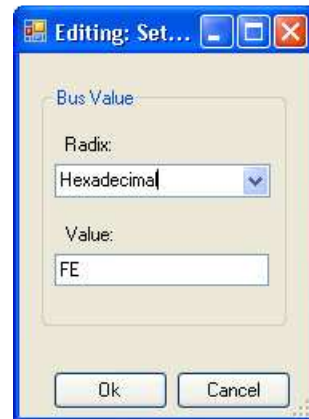 Editing: Set...
Bus Value
Radix:
Hexadecimal
Value:
FE
Ok
Cancel